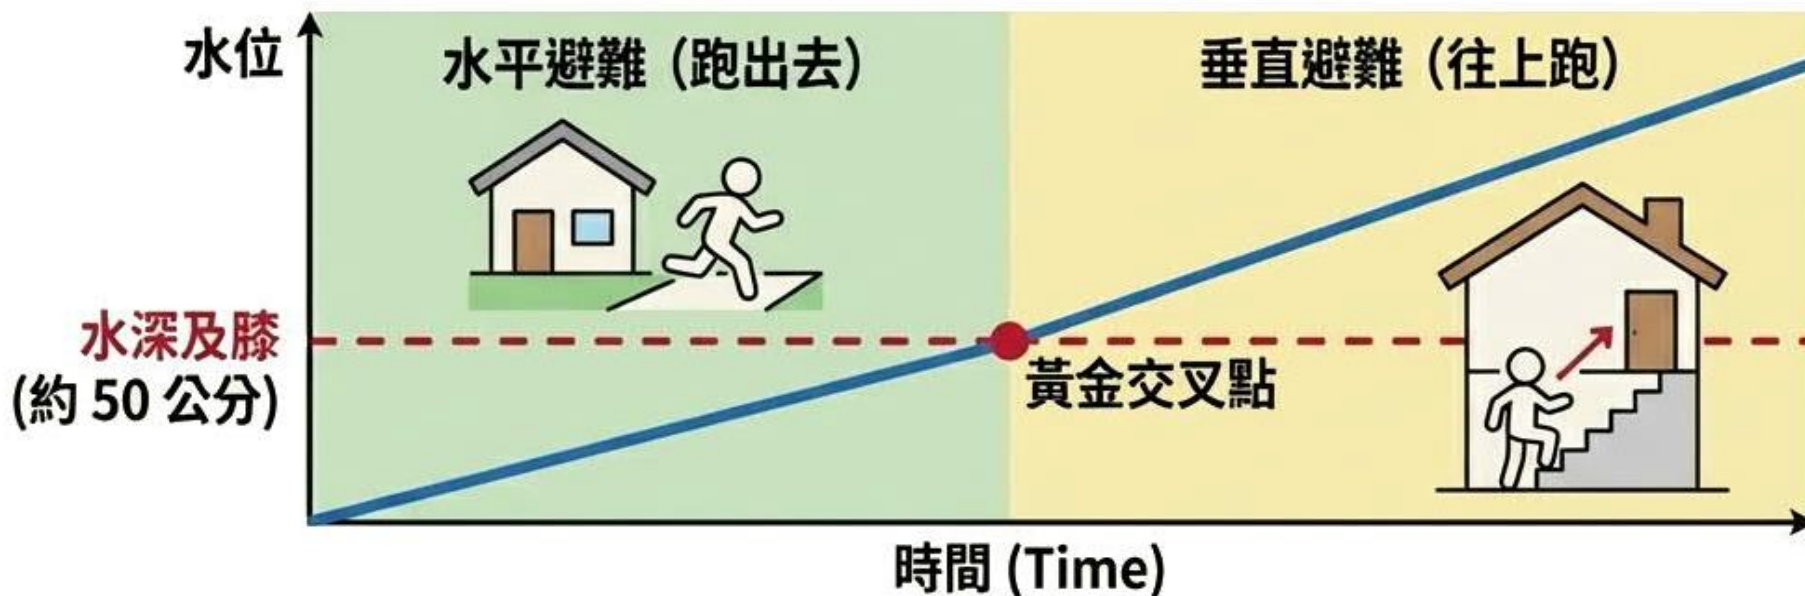 水位
水平避難（跑出去）
垂直避難（往上跑）
水深及膝
(約 50 公分)
黃金交叉點
時間 (Time)